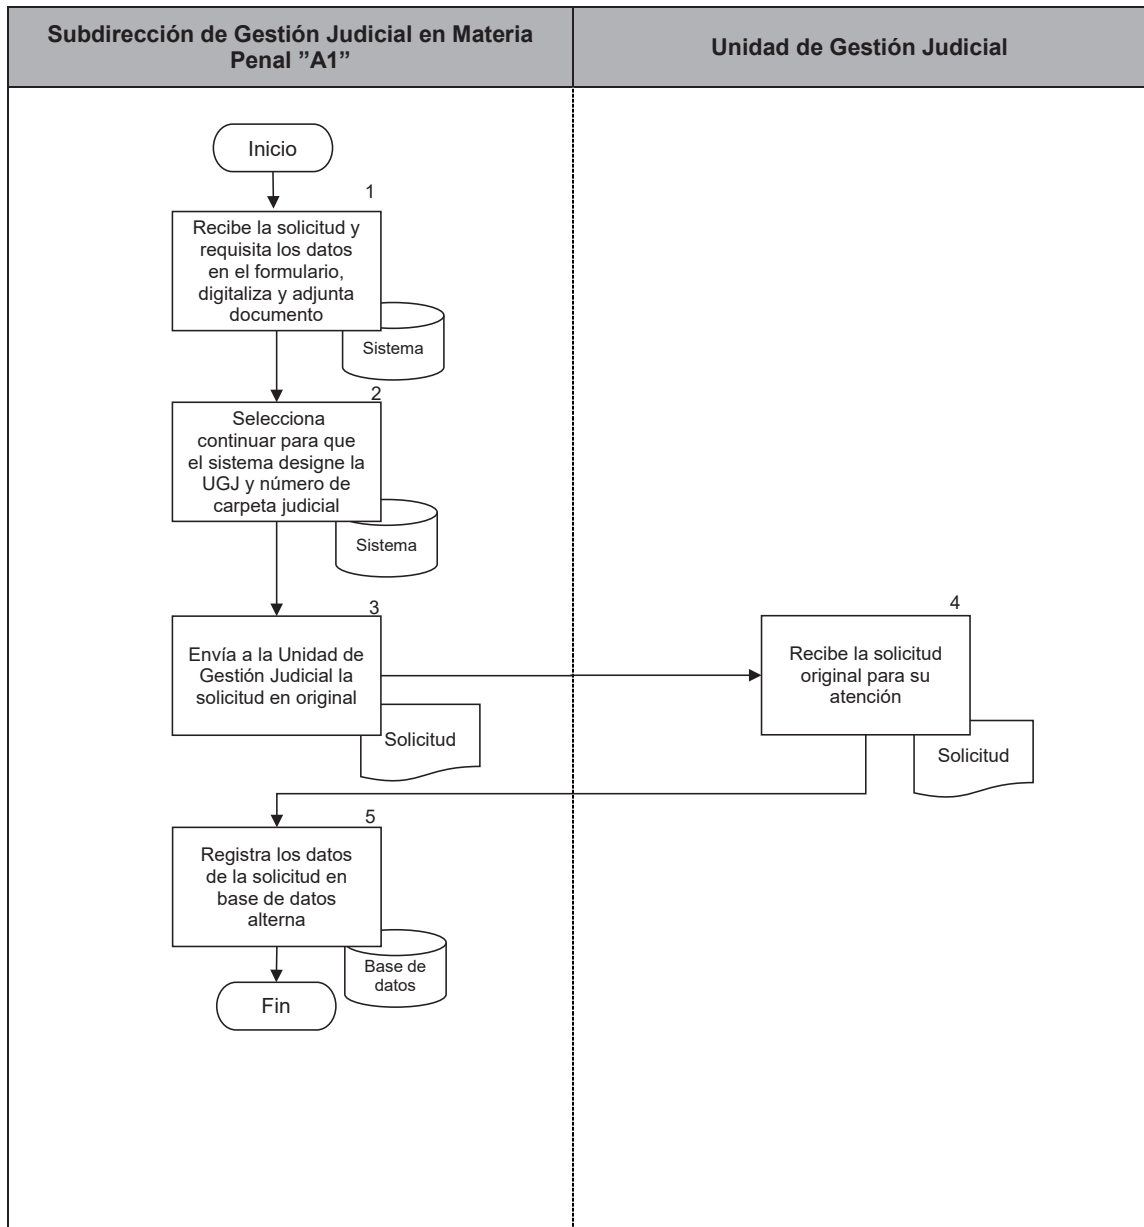 Subdirección de Gestión Judicial en Materia
Penal ”A1”
Unidad de Gestión Judicial
Inicio
1
Recibe la solicitud y
requisita los datos
en el formulario,
digitaliza y adjunta
documento
Sistema
2
Selecciona
continuar para que
el sistema designe la
UGJ y número de
carpeta judicial
Sistema
3
Envía a la Unidad de
Gestión Judicial la
solicitud en original
Solicitud
4
Recibe la solicitud
original para su
atención
Solicitud
5
Registra los datos
de la solicitud en
base de datos
alterna
Base de
datos
Fin